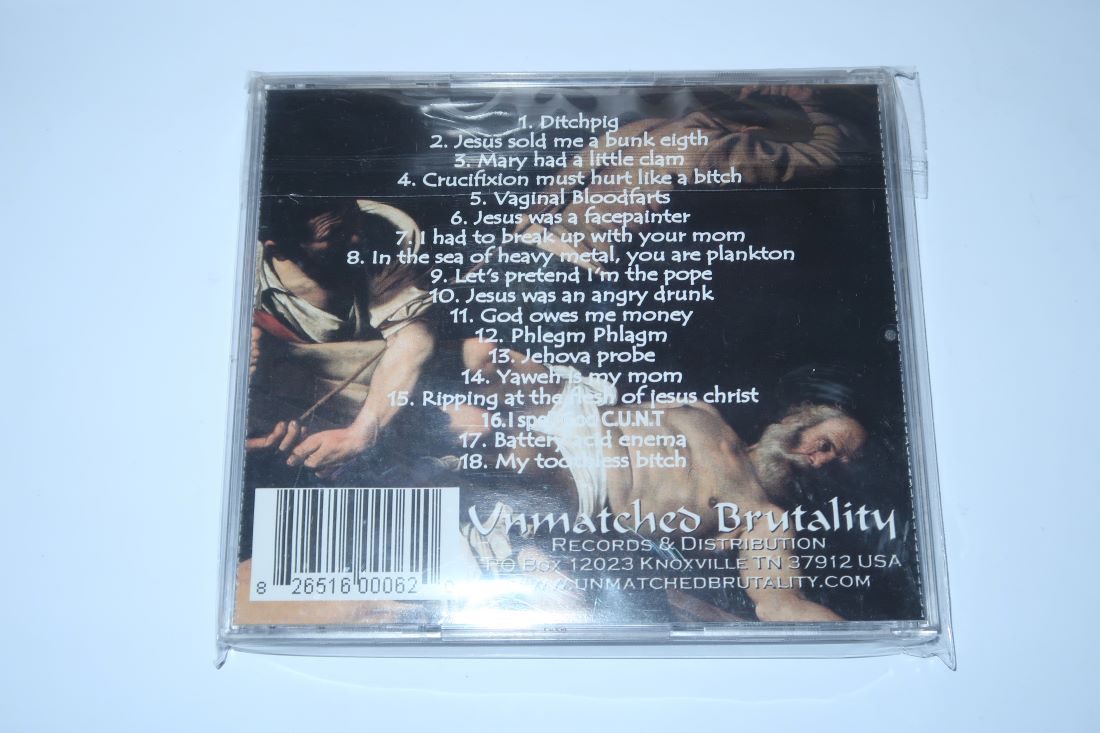 1. Ditchpig
2. Jesus sold me a bunk eigth
3. Mary had a little clam
4. Crucifixion must hurt like a bitch
5. Vaginal Bloodfarts
6. Jesus was a facepainter
7. I had to break up with your mom
8. In the sea of heavy metal, you are plankton
9. Let's pretend I'm the pope
10. Jesus was an angry drunk
11. God owes me money
12. Phlegm Phlagm
13. Jehova probe
14. Yaweh is my mom
15. Ripping at the flesh of jesus christ
16. I spell God C.U.N.T
17. Battery acid enema
18. My toothless bitch
Unmatched Brutality
Records & Distribution
PO Box 12023 Knoxville TN 37912 USA
www.unmatchedbrutality.com
8 26516 00062